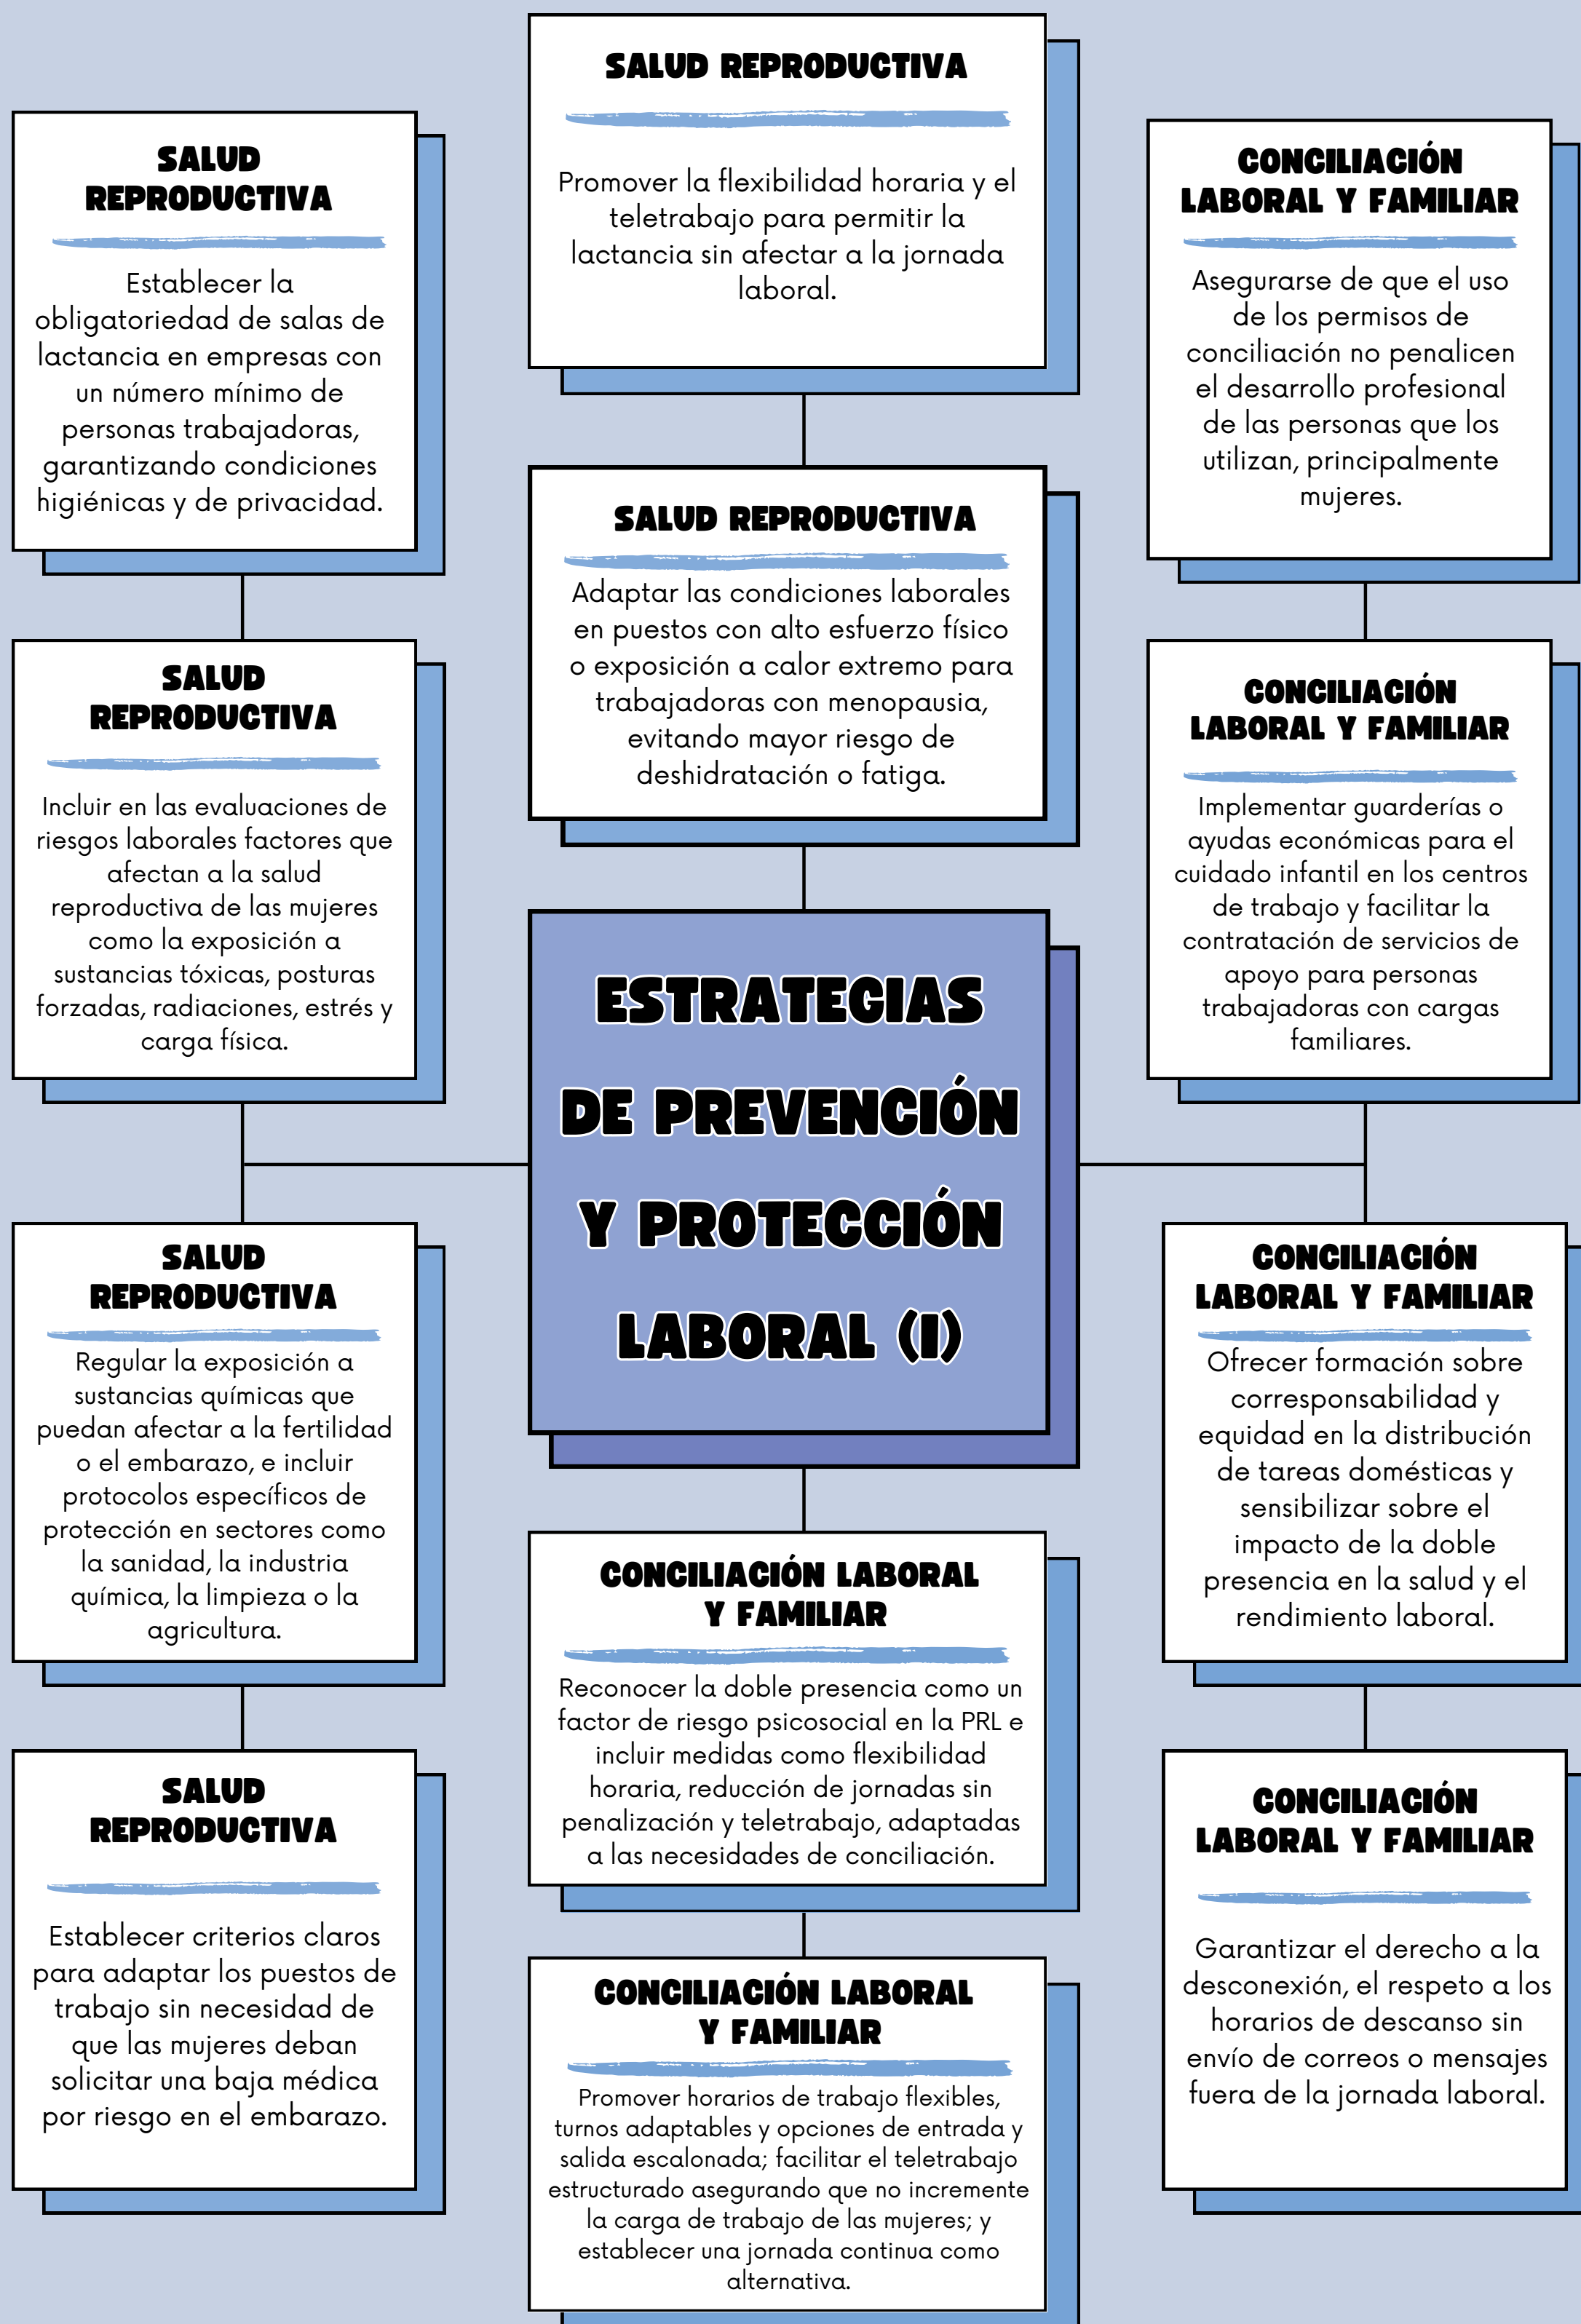 SALUD REPRODUCTIVA
Promover la flexibilidad horaria y el
teletrabajo para permitir la
lactancia sin afectar a la jornada
laboral.
SALUD
REPRODUCTIVA
Establecer la
obligatoriedad de salas de
lactancia en empresas con
un número mínimo de
personas trabajadoras,
garantizando condiciones
higiénicas y de privacidad.
CONCILIACIÓN
LABORAL Y FAMILIAR
Asegurarse de que el uso
de los permisos de
conciliación no penalicen
el desarrollo profesional
de las personas que los
utilizan, principalmente
mujeres.
SALUD REPRODUCTIVA
Adaptar las condiciones laborales
en puestos con alto esfuerzo físico
o exposición a calor extremo para
trabajadoras con menopausia,
evitando mayor riesgo de
deshidratación o fatiga.
SALUD
REPRODUCTIVA
Incluir en las evaluaciones de
riesgos laborales factores que
afectan a la salud
reproductiva de las mujeres
como la exposición a
sustancias tóxicas, posturas
forzadas, radiaciones, estrés y
carga física.
CONCILIACIÓN
LABORAL Y FAMILIAR
Implementar guarderías o
ayudas económicas para el
cuidado infantil en los centros
de trabajo y facilitar la
contratación de servicios de
apoyo para personas
trabajadoras con cargas
familiares.
ESTRATEGIAS
DE PREVENCIÓN
Y PROTECCIÓN
LABORAL (I)
SALUD
REPRODUCTIVA
Regular la exposición a
sustancias químicas que
puedan afectar a la fertilidad
o el embarazo, e incluir
protocolos específicos de
protección en sectores como
la sanidad, la industria
química, la limpieza o la
agricultura.
CONCILIACIÓN
LABORAL Y FAMILIAR
Ofrecer formación sobre
corresponsabilidad y
equidad en la distribución
de tareas domésticas y
sensibilizar sobre el
impacto de la doble
presencia en la salud y el
rendimiento laboral.
CONCILIACIÓN LABORAL
Y FAMILIAR
Reconocer la doble presencia como un
factor de riesgo psicosocial en la PRL e
incluir medidas como flexibilidad
horaria, reducción de jornadas sin
penalización y teletrabajo, adaptadas
a las necesidades de conciliación.
SALUD
REPRODUCTIVA
Establecer criterios claros
para adaptar los puestos de
trabajo sin necesidad de
que las mujeres deban
solicitar una baja médica
por riesgo en el embarazo.
CONCILIACIÓN
LABORAL Y FAMILIAR
Garantizar el derecho a la
desconexión, el respeto a los
horarios de descanso sin
envío de correos o mensajes
fuera de la jornada laboral.
CONCILIACIÓN LABORAL
Y FAMILIAR
Promover horarios de trabajo flexibles,
turnos adaptables y opciones de entrada y
salida escalonada; facilitar el teletrabajo
estructurado asegurando que no incremente
la carga de trabajo de las mujeres; y
establecer una jornada continua como
alternativa.